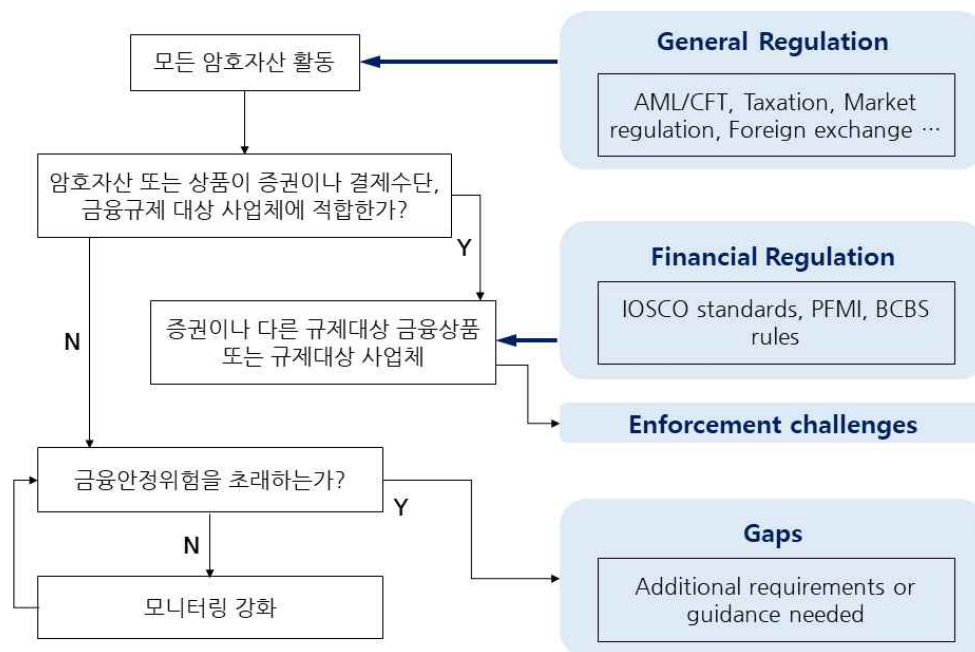 General Regulation
모든 암호자산 활동
AML/CFT, Taxation, Market
regulation, Foreign exchange ⋯
암호자산 또는 상품이 증권이나 결제수단,
금융규제 대상 사업체에 적합한가?
Y
N
Financial Regulation
증권이나 다른 규제대상 금융상품
또는 규제대상 사업체
IOSCO standards, PFMI, BCBS
rules
Enforcement challenges
금융안정위험을 초래하는가?
Y
N
Gaps
모니터링 강화
Additional requirements or
guidance needed